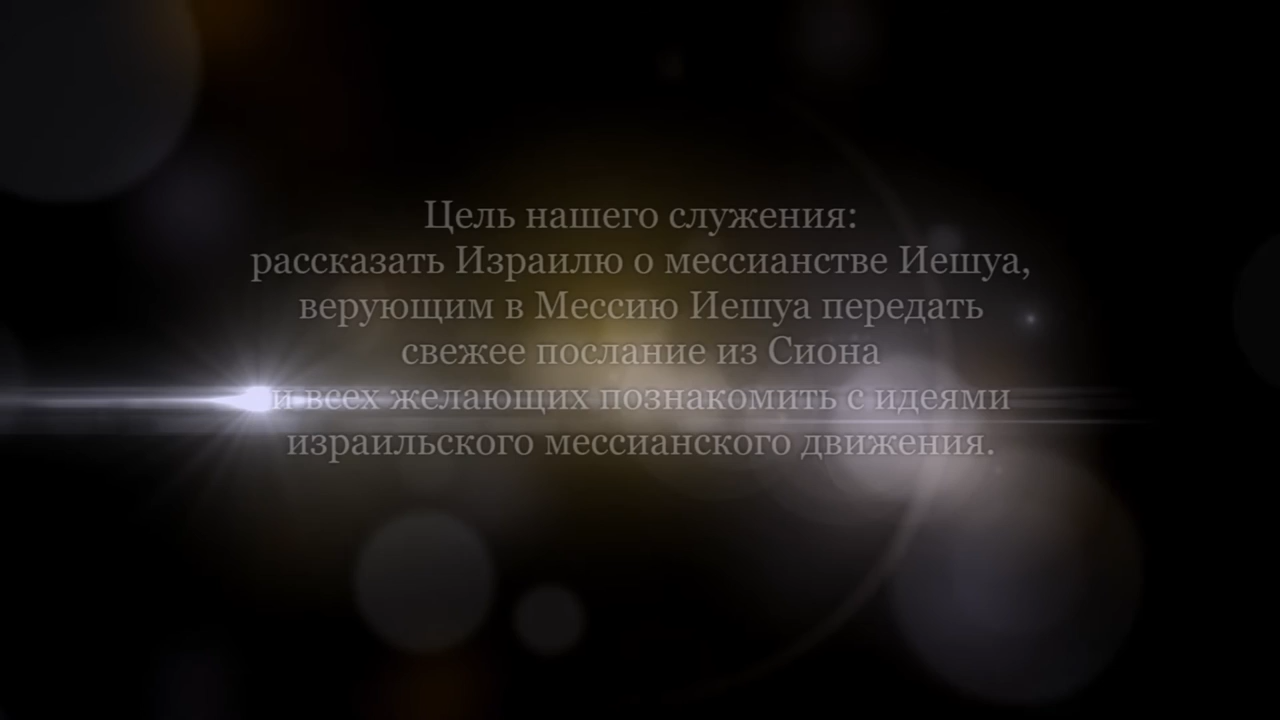 Цель нашего служения:
рассказать Израилю о мессианстве Иешуа,
верующим в Мессию Иешуа передать
свежее послание из Сиона
и всех желающих познакомить с идеями
израильского мессианского движения.